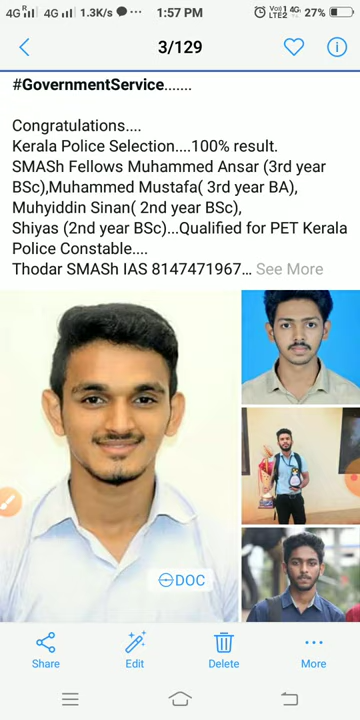 4G R 4G 1.3K/s ... 1:57 PM Vo) 1 4G LTE2 27%
3/129
#GovernmentService.......
Congratulations....
Kerala Police Selection....100% result.
SMASh Fellows Muhammed Ansar (3rd year
BSc),Muhammed Mustafa( 3rd year BA),
Muhyiddin Sinan( 2nd year BSc),
Shiyas (2nd year BSc)...Qualified for PET Kerala
Police Constable....
Thodar SMASh IAS 8147471967... See More
DOC
Share Edit Delete More